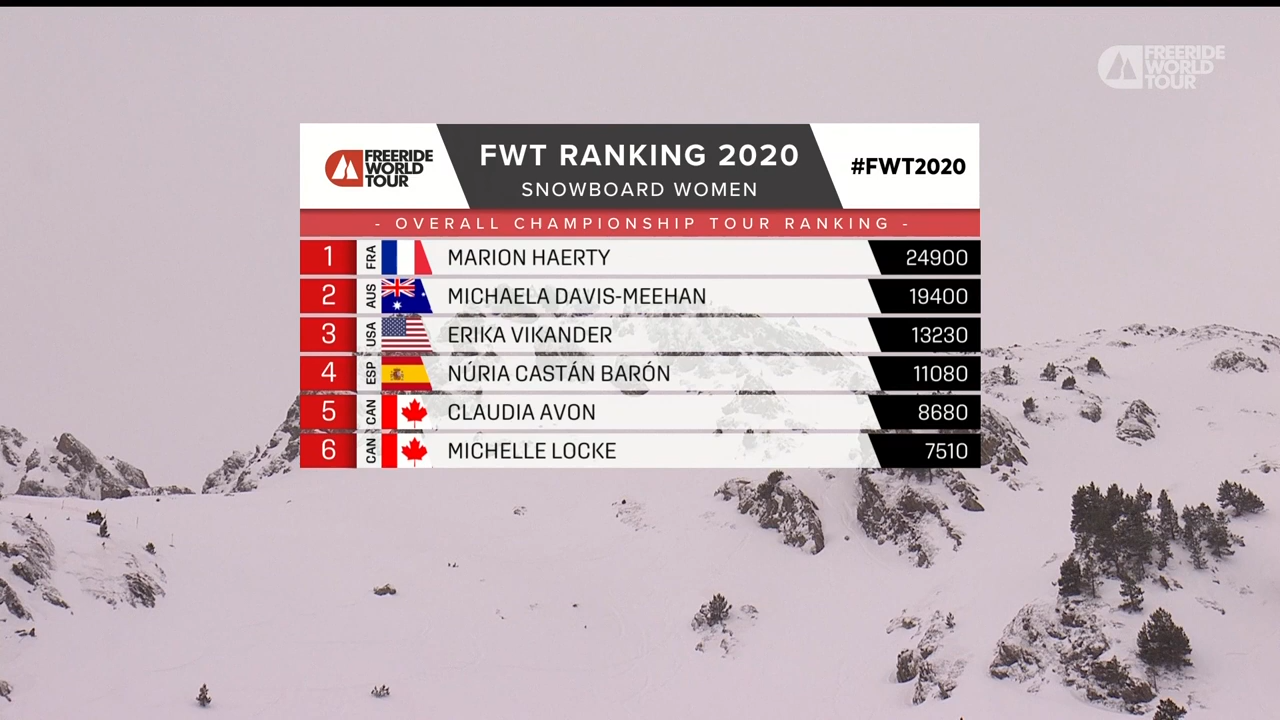 FREERIDE
WORLD
TOUR
FREERIDE
WORLD
TOUR
FWT RANKING 2020
SNOWBOARD WOMEN
#FWT2020
- OVERALL CHAMPIONSHIP TOUR RANKING -
1 FRA MARION HAERTY 24900
2 AUS MICHAELA DAVIS-MEEHAN 19400
3 USA ERIKA VIKANDER 13230
4 ESP NÚRIA CASTÁN BARÓN 11080
5 CAN CLAUDIA AVON 8680
6 CAN MICHELLE LOCKE 7510